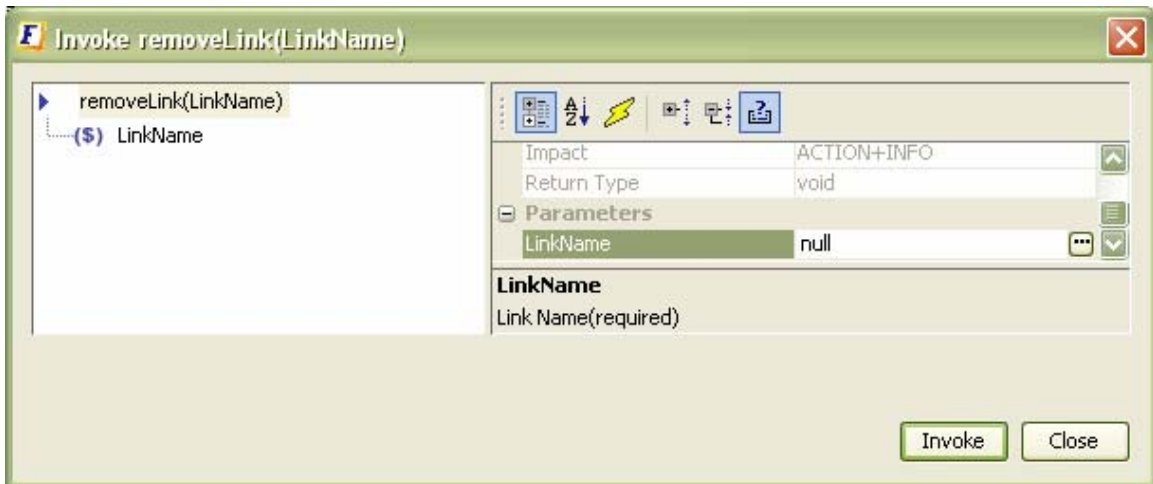 Invoke removeLink(LinkName)
removeLink(LinkName)
($) LinkName
Impact ACTION+INFO
Return Type void
Parameters
LinkName null
LinkName
Link Name(required)
Invoke Close